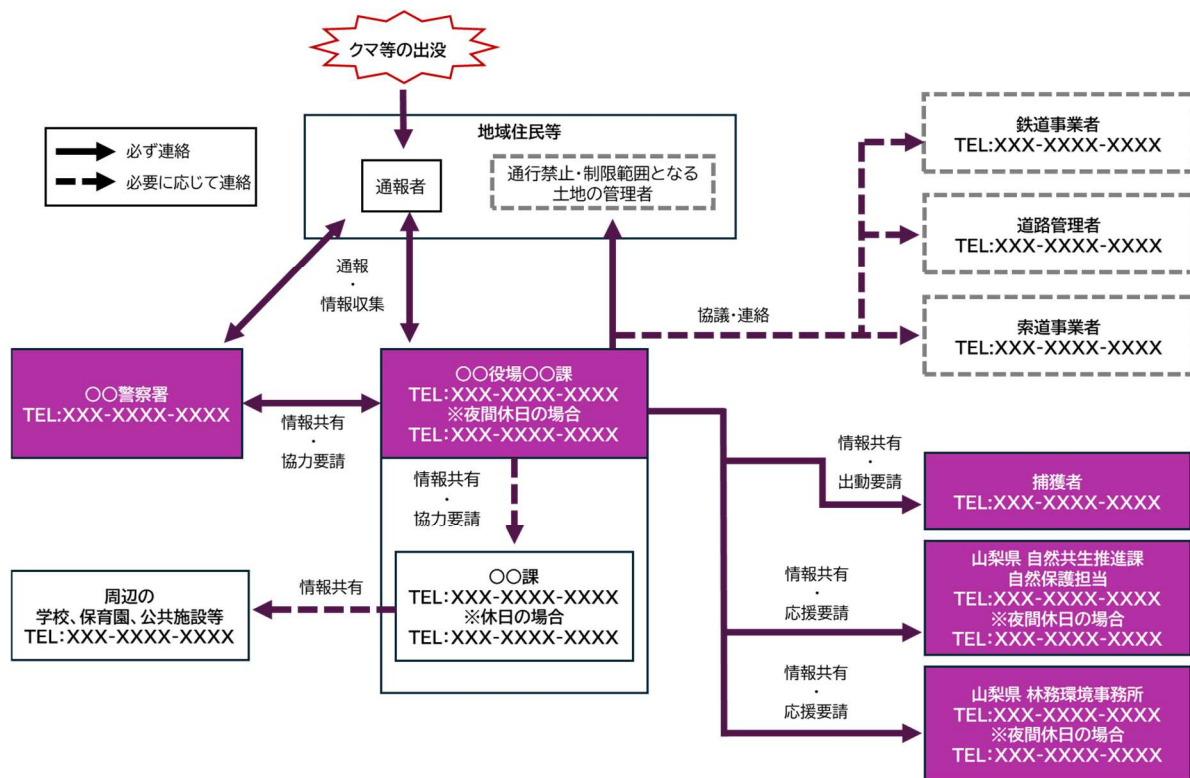 クマ等の出没
必ず連絡
必要に応じて連絡
地域住民等
通報者
通行禁止・制限範囲となる
土地の管理者
鉄道事業者
TEL:XXX-XXXX-XXXX
道路管理者
TEL:XXX-XXXX-XXXX
索道事業者
TEL:XXX-XXXX-XXXX
通報
・
情報収集
協議・連絡
〇〇警察署
TEL:XXX-XXXX-XXXX
情報共有
・
協力要請
〇〇役場〇〇課
TEL:XXX-XXXX-XXXX
※夜間休日の場合
TEL:XXX-XXXX-XXXX
情報共有
・
協力要請
〇〇課
TEL:XXX-XXXX-XXXX
※休日の場合
TEL:XXX-XXXX-XXXX
情報共有
周辺の
学校、保育園、公共施設等
TEL:XXX-XXXX-XXXX
情報共有
・
出動要請
捕獲者
TEL:XXX-XXXX-XXXX
情報共有
・
応援要請
山梨県 自然共生推進課
自然保護担当
TEL:XXX-XXXX-XXXX
※夜間休日の場合
TEL:XXX-XXXX-XXXX
情報共有
・
応援要請
山梨県 林務環境事務所
TEL:XXX-XXXX-XXXX
※夜間休日の場合
TEL:XXX-XXXX-XXXX